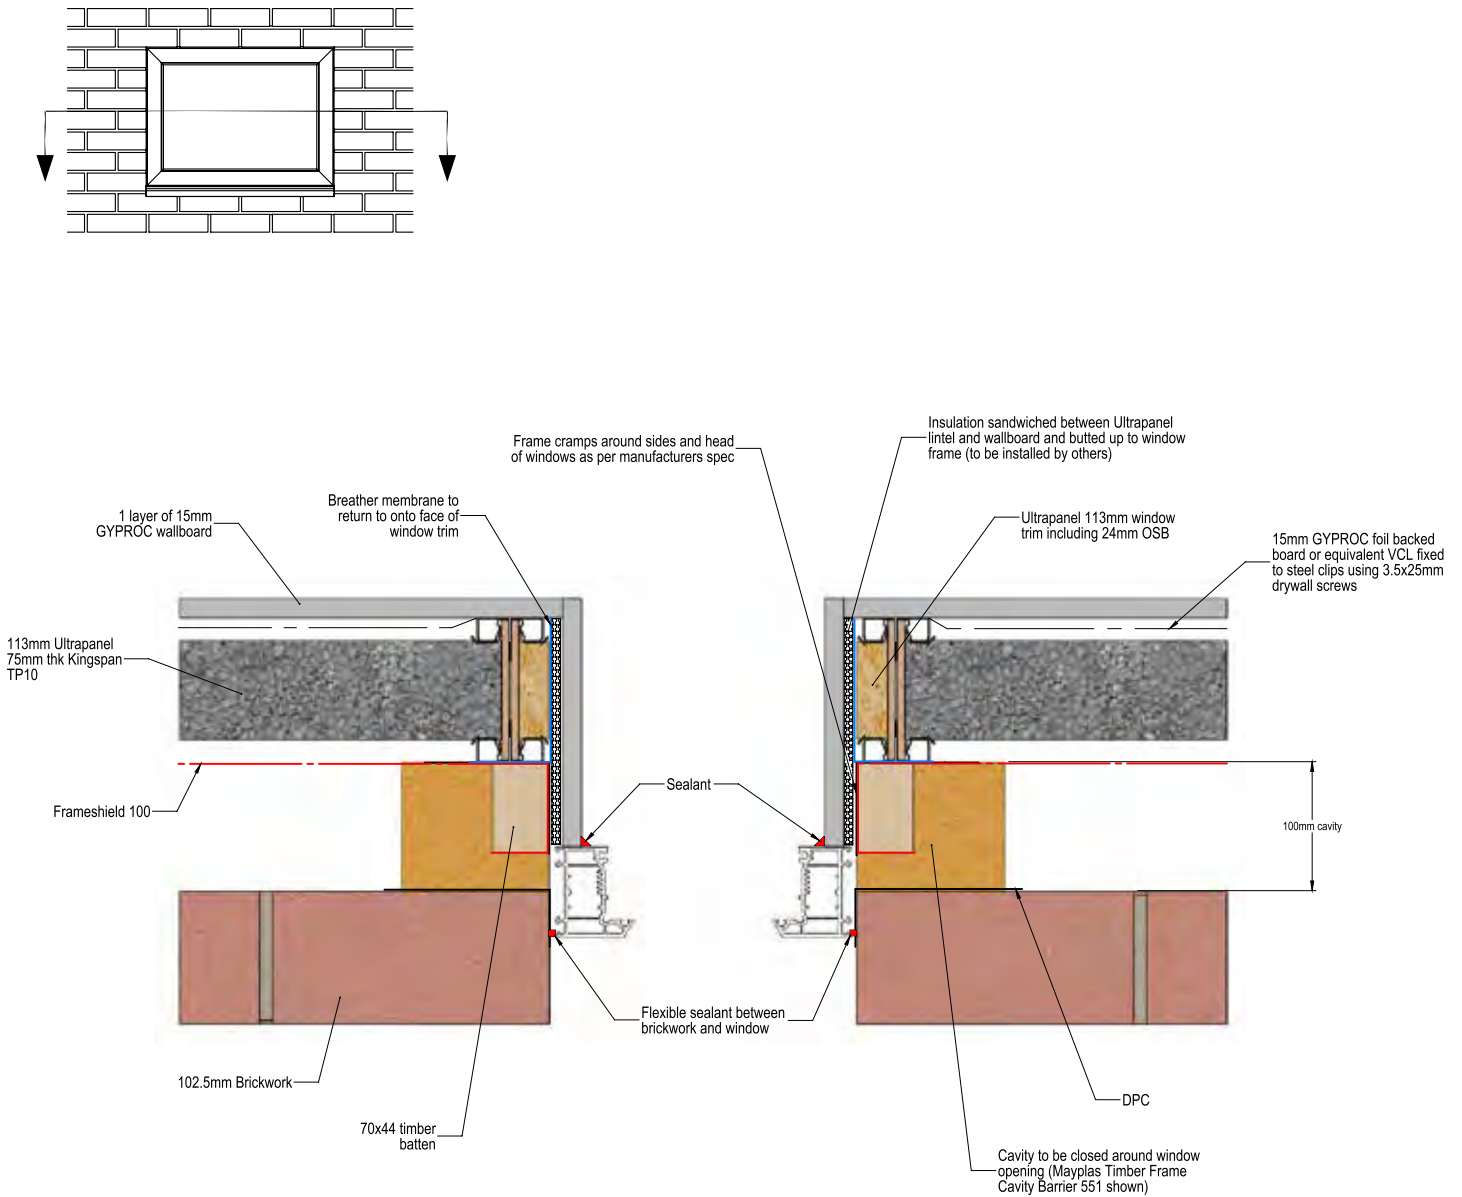 Insulation sandwiched between Ultrapanel
lintel and wallboard and butted up to window
frame (to be installed by others)
Frame cramps around sides and head
of windows as per manufacturers spec
Breather membrane to
return to onto face of
window trim
1 layer of 15mm
GYPROC wallboard
Ultrapanel 113mm window
trim including 24mm OSB
15mm GYPROC foil backed
board or equivalent VCL fixed
to steel clips using 3.5x25mm
drywall screws
113mm Ultrapanel
75mm thk Kingspan
TP10
Frameshield 100
Sealant
100mm cavity
Flexible sealant between
brickwork and window
102.5mm Brickwork
DPC
70x44 timber
batten
Cavity to be closed around window
opening (Mayplas Timber Frame
Cavity Barrier 551 shown)